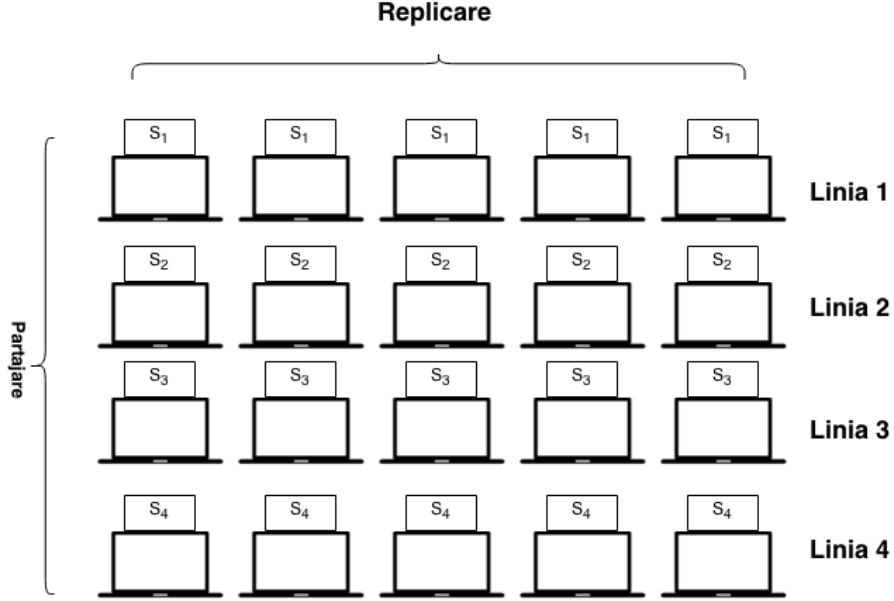 Replicare
S₁ S₁ S₁ S₁ S₁
Linia 1
S₂ S₂ S₂ S₂ S₂
Linia 2
Partajare
S₃ S₃ S₃ S₃ S₃
Linia 3
S₄ S₄ S₄ S₄ S₄
Linia 4